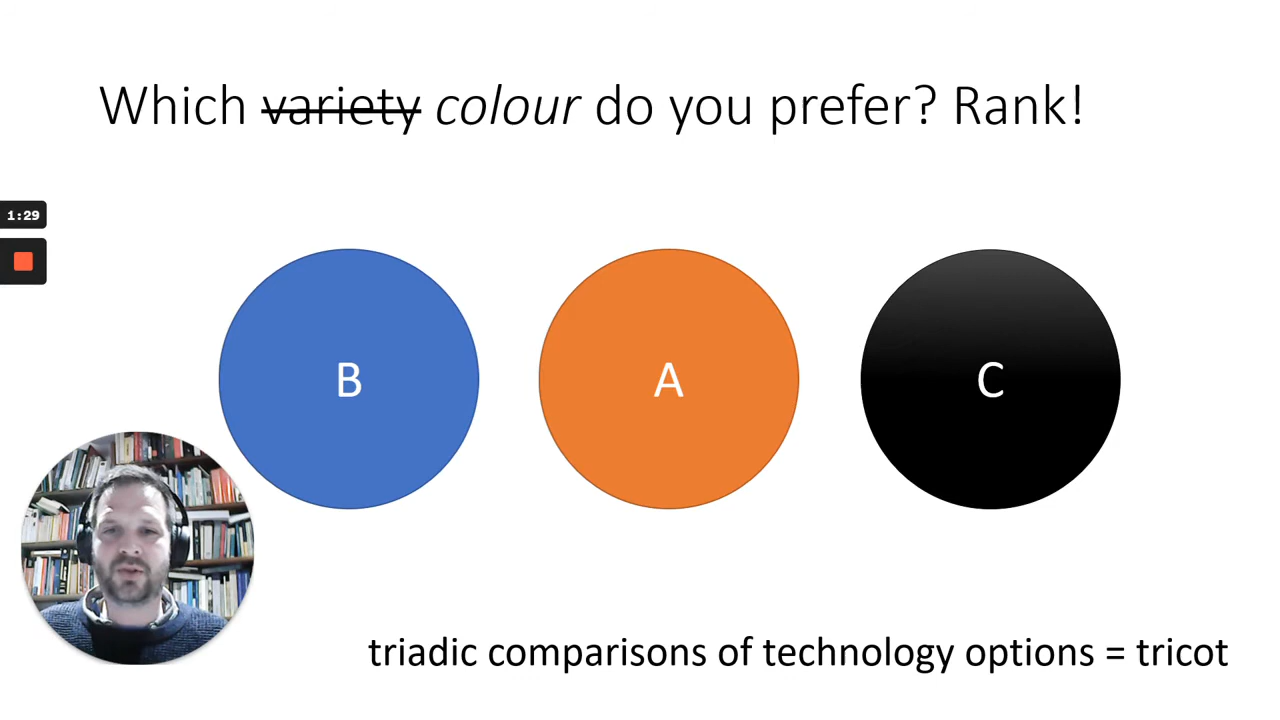 Which variety colour do you prefer? Rank!
1:29
B
A
C
triadic comparisons of technology options = tricot